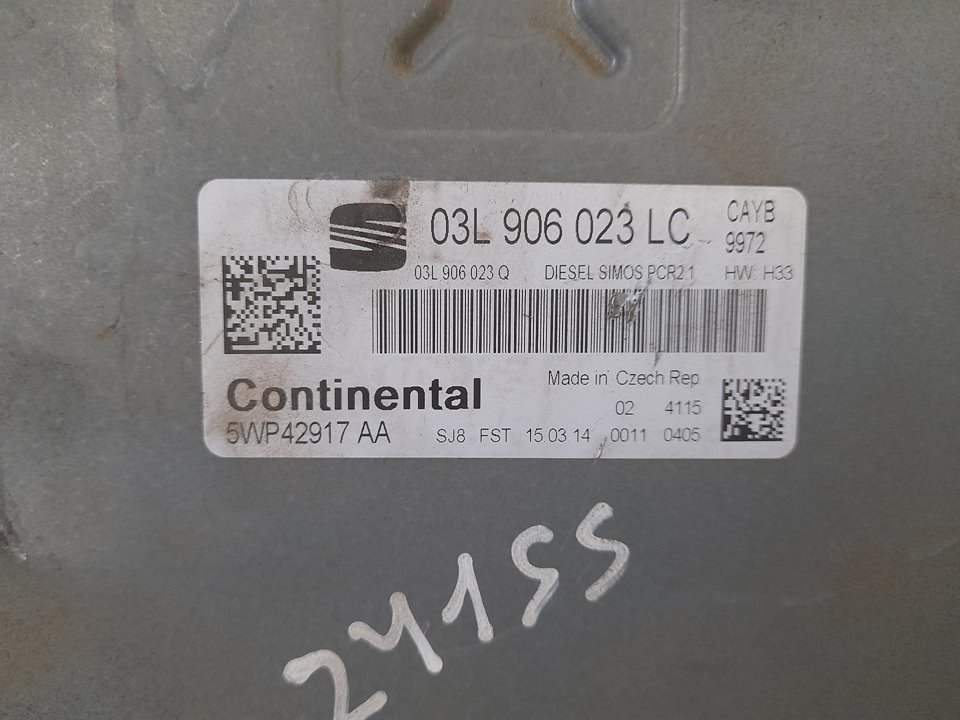 03L 906 023 LC
CAYB
9972
03L 906 023 Q DIESEL SIMOS PCR2.1 HW: H33
Continental
Made in Czech Rep
02 4115
5WP42917 AA SJ8 FST 15.03.14 0011 0405
24155